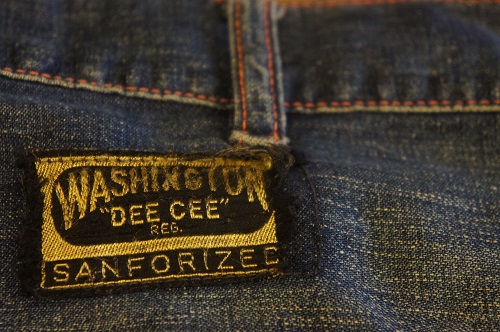 WASHINGTON
"DEE CEE"
REG.
SANFORIZED